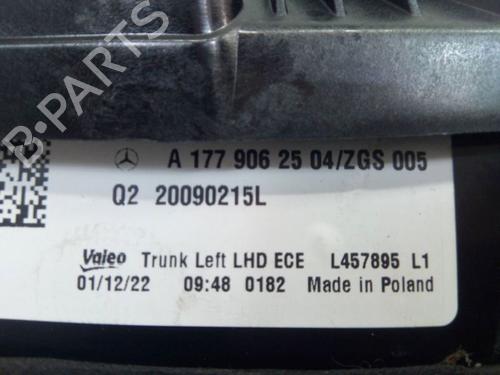 B-PARTS
A 177 906 25 04/ZGS 005
Q2 20090215L
Valeo Trunk Left LHD ECE L457895 L1
01/12/22 09:48 0182 Made in Poland